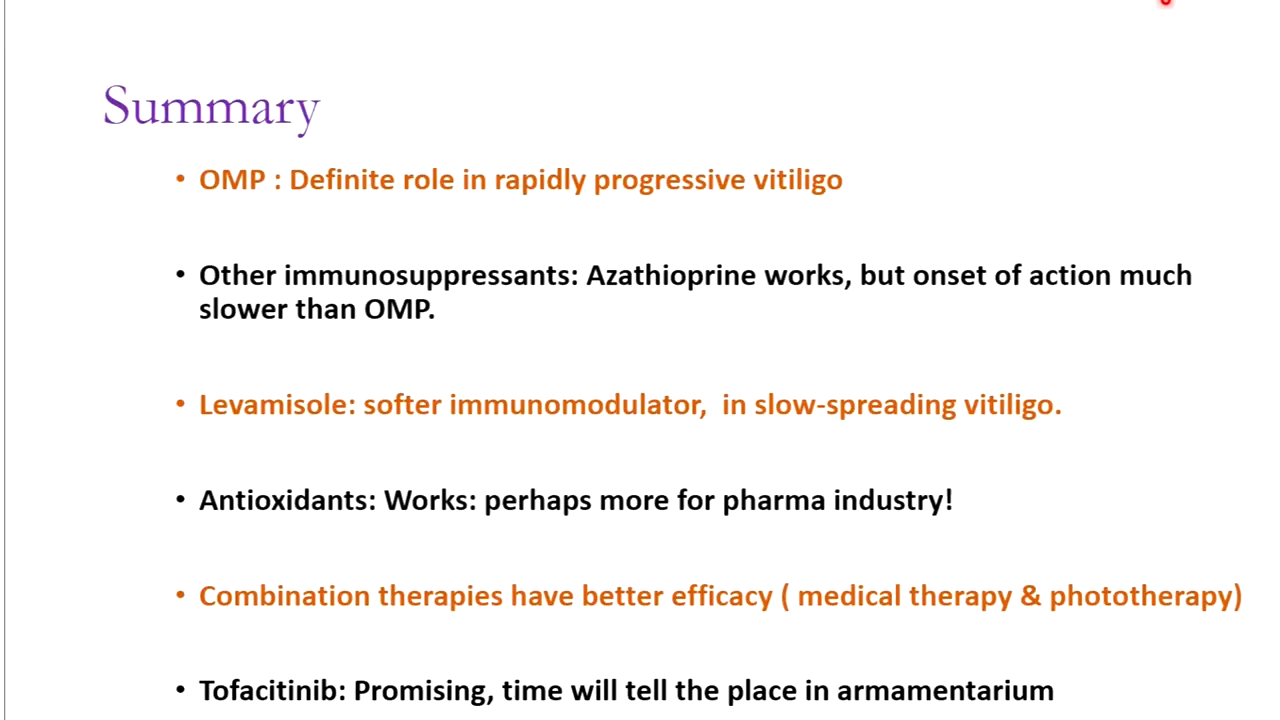 Summary
• OMP : Definite role in rapidly progressive vitiligo
• Other immunosuppressants: Azathioprine works, but onset of action much
slower than OMP.
• Levamisole: softer immunomodulator,  in slow-spreading vitiligo.
• Antioxidants: Works: perhaps more for pharma industry!
• Combination therapies have better efficacy ( medical therapy & phototherapy)
• Tofacitinib: Promising, time will tell the place in armamentarium